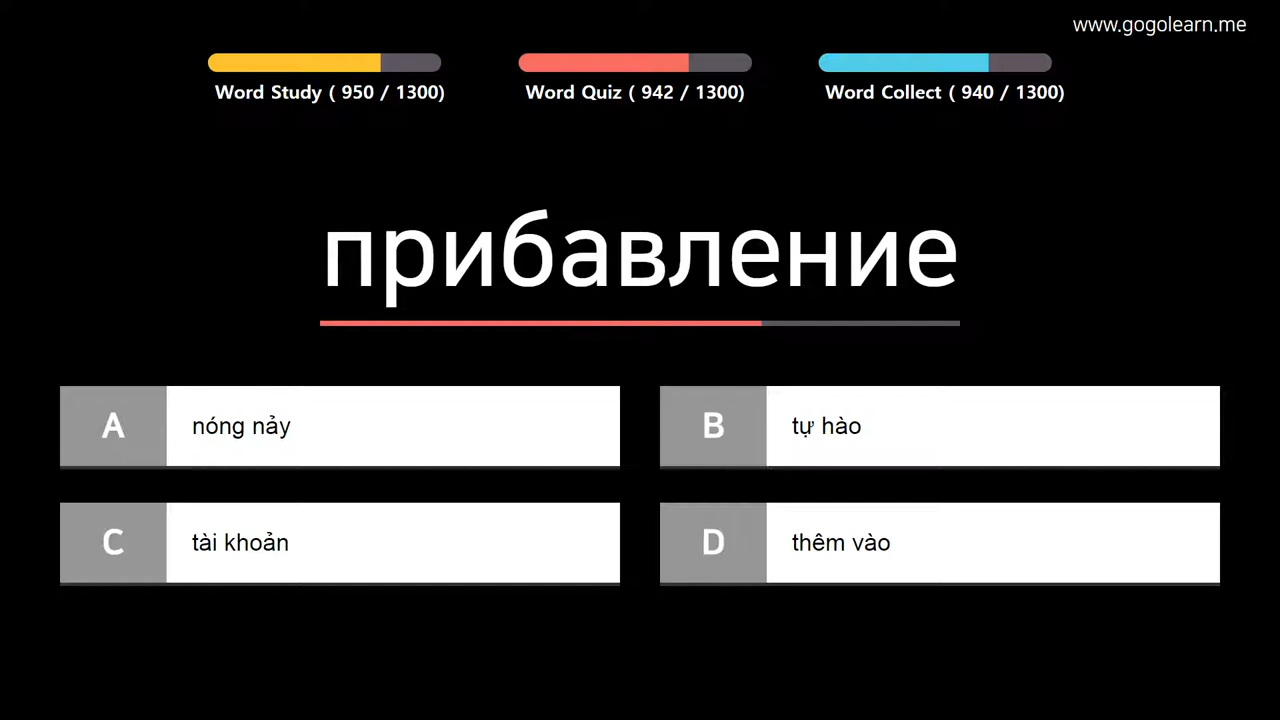 www.gogolearn.me
Word Study ( 950 / 1300)
Word Quiz ( 942 / 1300)
Word Collect ( 940 / 1300)
прибавление
A nóng nảy
B tự hào
C tài khoản
D thêm vào